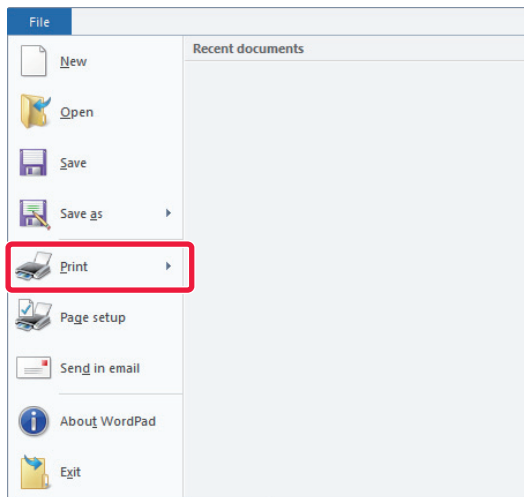 File
Recent documents
New
Open
Save
Save as
Print
Page setup
Send in email
About WordPad
Exit